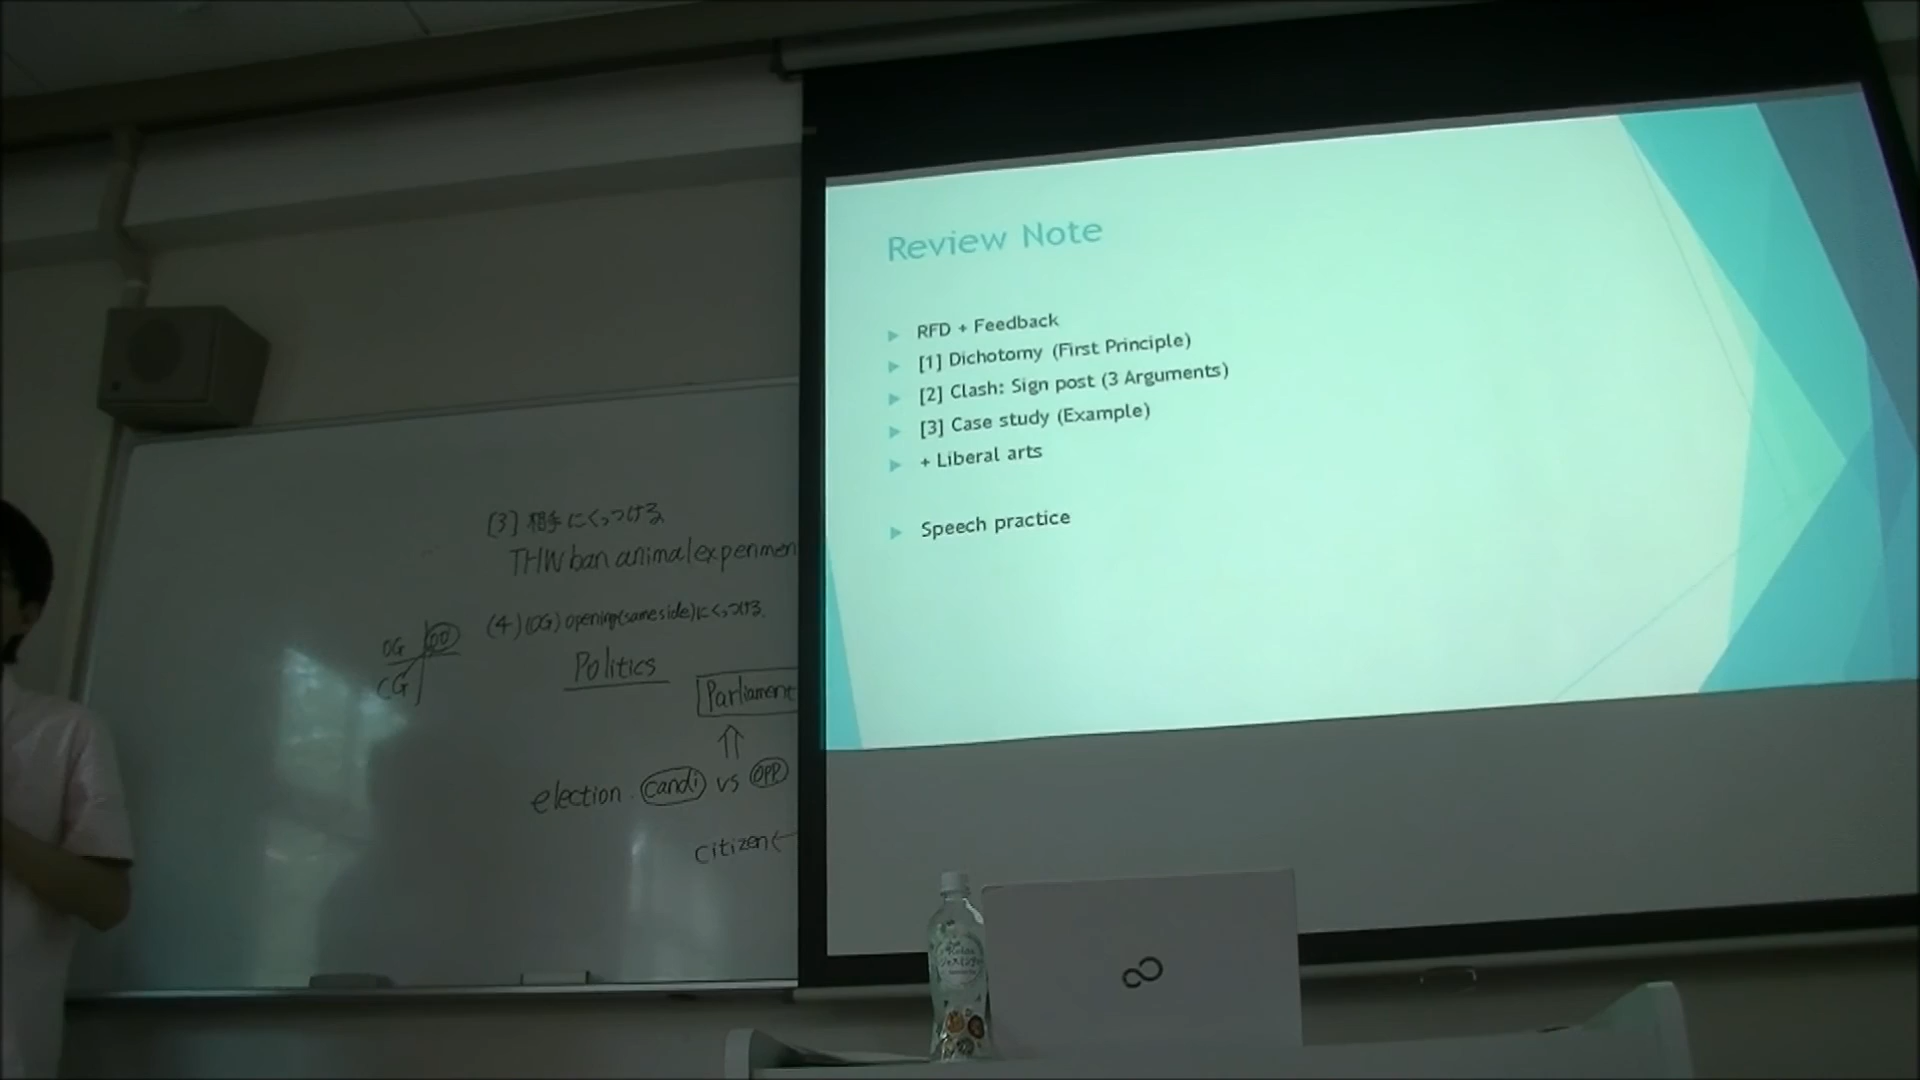 [3] 相手にくっつける
THW ban animal experimen
(4) (OG) opening(same side)にくっつける.
OG OO
CG
Politics
Parliament
election. candi vs OPP
citizen
Review Note
RFD + Feedback
[1] Dichotomy (First Principle)
[2] Clash: Sign post (3 Arguments)
[3] Case study (Example)
+ Liberal arts
Speech practice